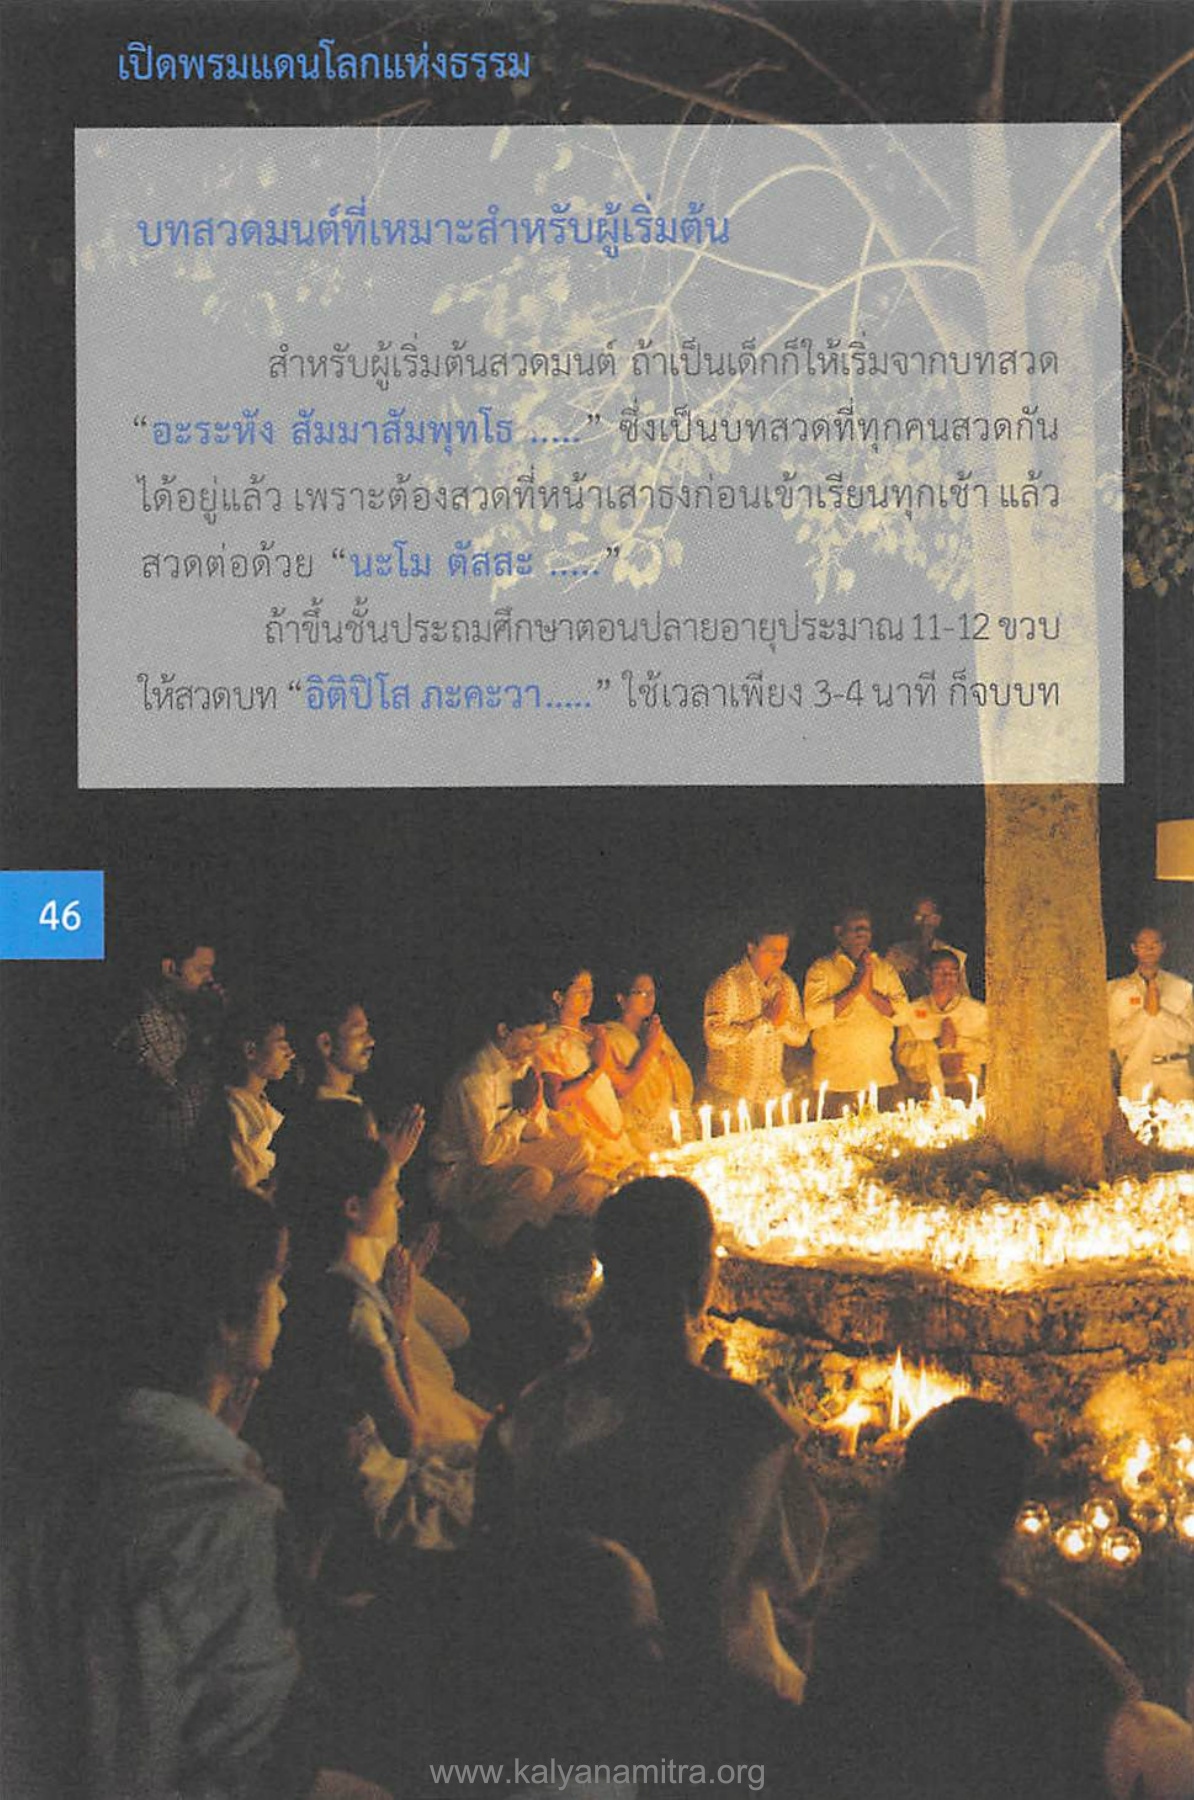 เปิดพรมแดนโลกแห่งธรรม
บทสวดมนต์ที่เหมาะสำหรับผู้เริ่มต้น
สำหรับผู้เริ่มต้นสวดมนต์ ถ้าเป็นเด็กก็ให้เริ่มจากบทสวด
“อะระหัง สัมมาสัมพุทโธ .....” ซึ่งเป็นบทสวดที่ทุกคนสวดกัน
ได้อยู่แล้ว เพราะต้องสวดที่หน้าเสาธงก่อนเข้าเรียนทุกเช้า แล้ว
สวดต่อด้วย “นะโม ตัสสะ .....”
ถ้าขึ้นชั้นประถมศึกษาตอนปลายอายุประมาณ 11-12 ขวบ
ให้สวดบท “อิติปิโส ภะคะวา.....” ใช้เวลาเพียง 3-4 นาที ก็จบบท
46
www.kalyanamitra.org